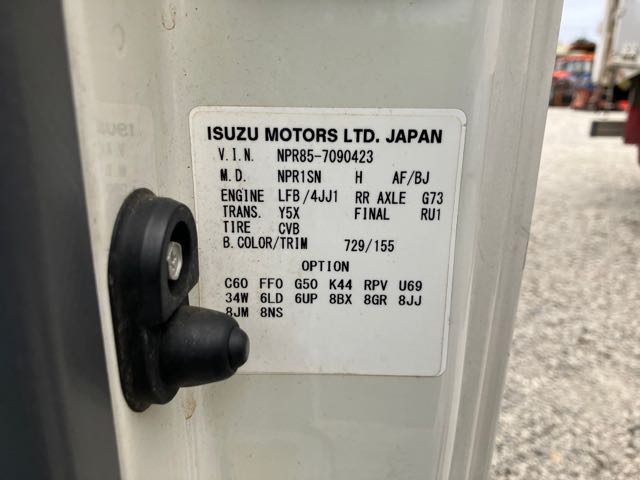 ISUZU MOTORS LTD. JAPAN
V.I.N. NPR85-7090423
M.D. NPR1SN H AF/BJ
ENGINE LFB/4JJ1 RR AXLE G73
TRANS. Y5X FINAL RU1
TIRE CVB
B.COLOR/TRIM 729/155
OPTION
C60 FF0 G50 K44 RPV U69
34W 6LD 6UP 8BX 8GR 8JJ
8JM 8NS